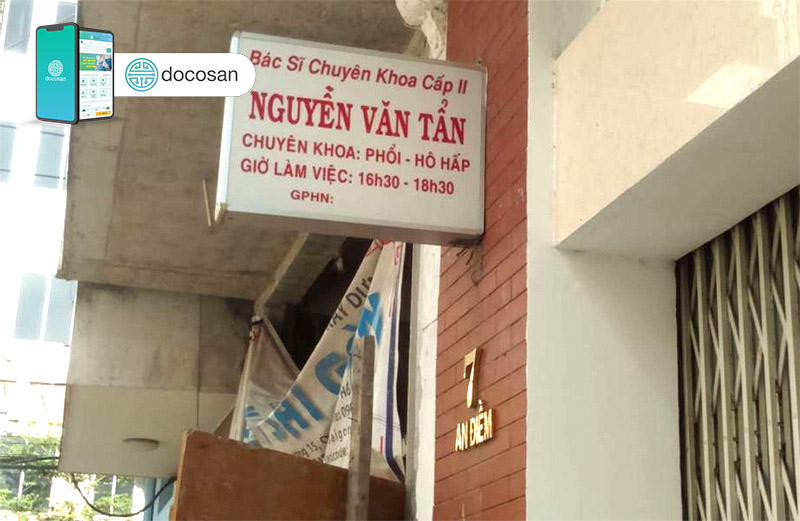 docosan
Bác Sĩ Chuyên Khoa Cấp II
NGUYỄN VĂN TẨN
CHUYÊN KHOA: PHỔI - HÔ HẤP
GIỜ LÀM VIỆC: 16h30 - 18h30
GPHN:
7
AN ĐIỀM